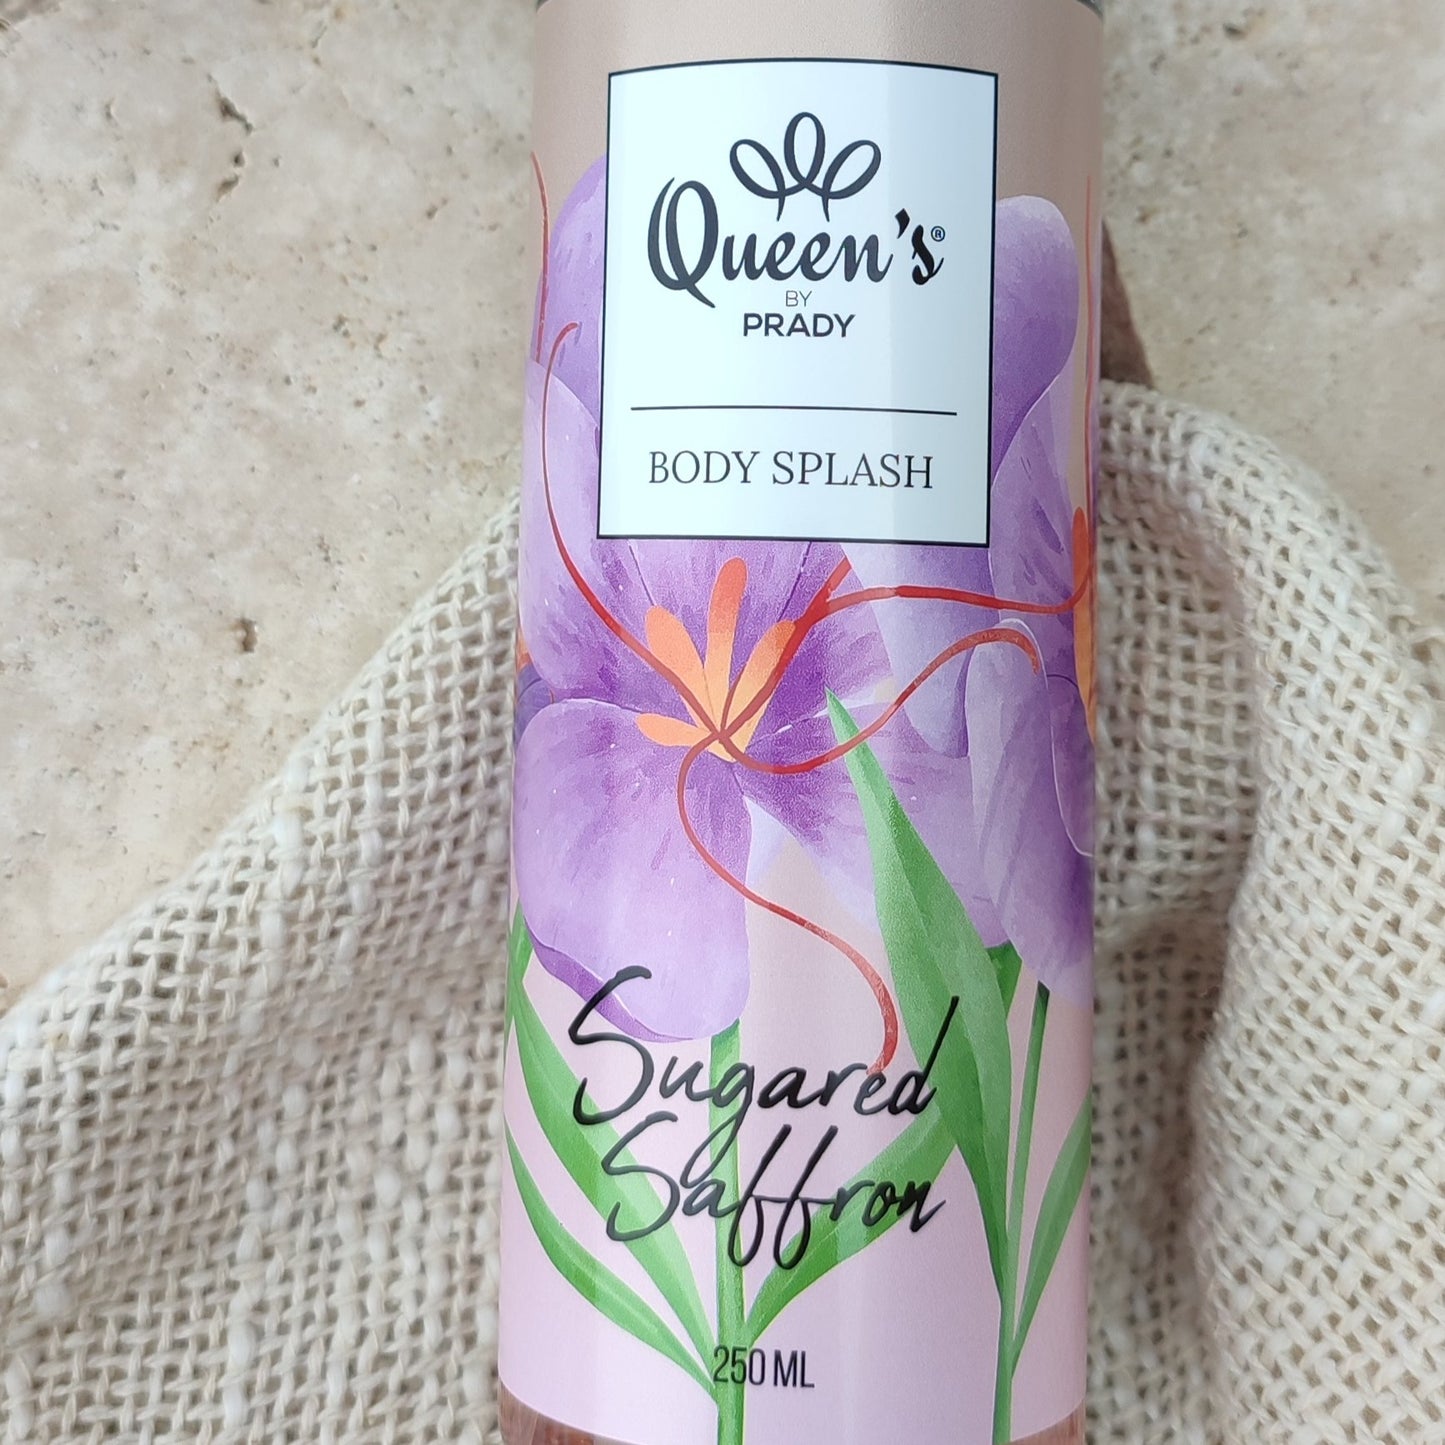 Queen's®
BY
PRADY
BODY SPLASH
Sugared
Saffron
250 ML